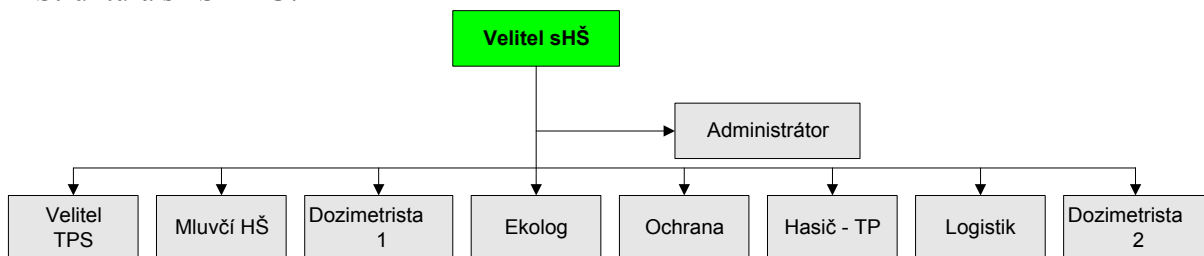 Velitel sHŠ
Administrátor
Velitel
TPS
Mluvčí HŠ
Dozimetrista
1
Ekolog
Ochrana
Hasič - TP
Logistik
Dozimetrista
2